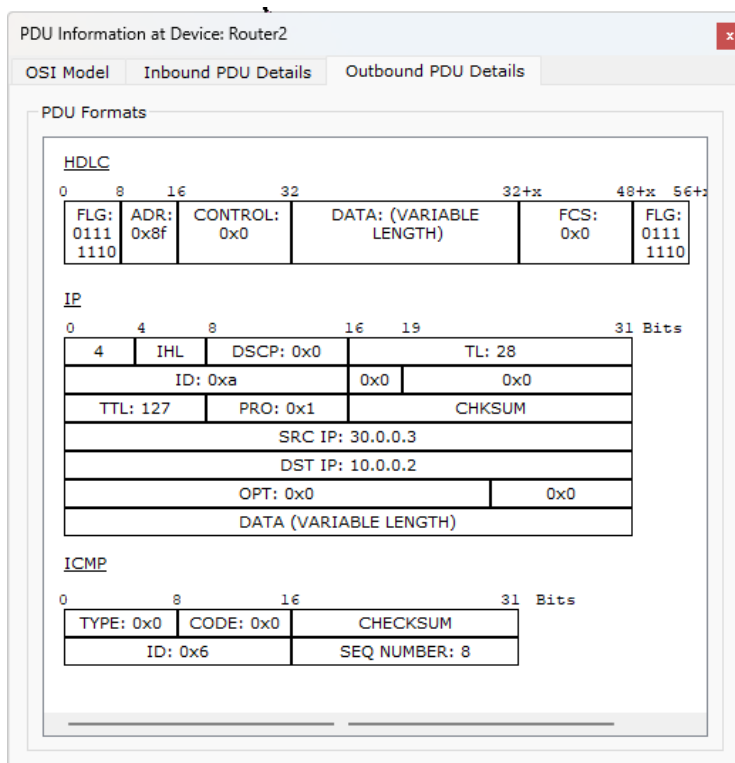 PDU Information at Device: Router2
x
OSI Model Inbound PDU Details Outbound PDU Details
PDU Formats
HDLC
0 8 16 32 32+x 48+x 56+x
FLG: ADR: CONTROL: DATA: (VARIABLE FCS: FLG:
0111 0x8f 0x0 LENGTH) 0x0 0111
1110 1110
IP
0 4 8 16 19 31 Bits
4 IHL DSCP: 0x0 TL: 28
ID: 0xa 0x0 0x0
TTL: 127 PRO: 0x1 CHKSUM
SRC IP: 30.0.0.3
DST IP: 10.0.0.2
OPT: 0x0 0x0
DATA (VARIABLE LENGTH)
ICMP
0 8 16 31 Bits
TYPE: 0x0 CODE: 0x0 CHECKSUM
ID: 0x6 SEQ NUMBER: 8